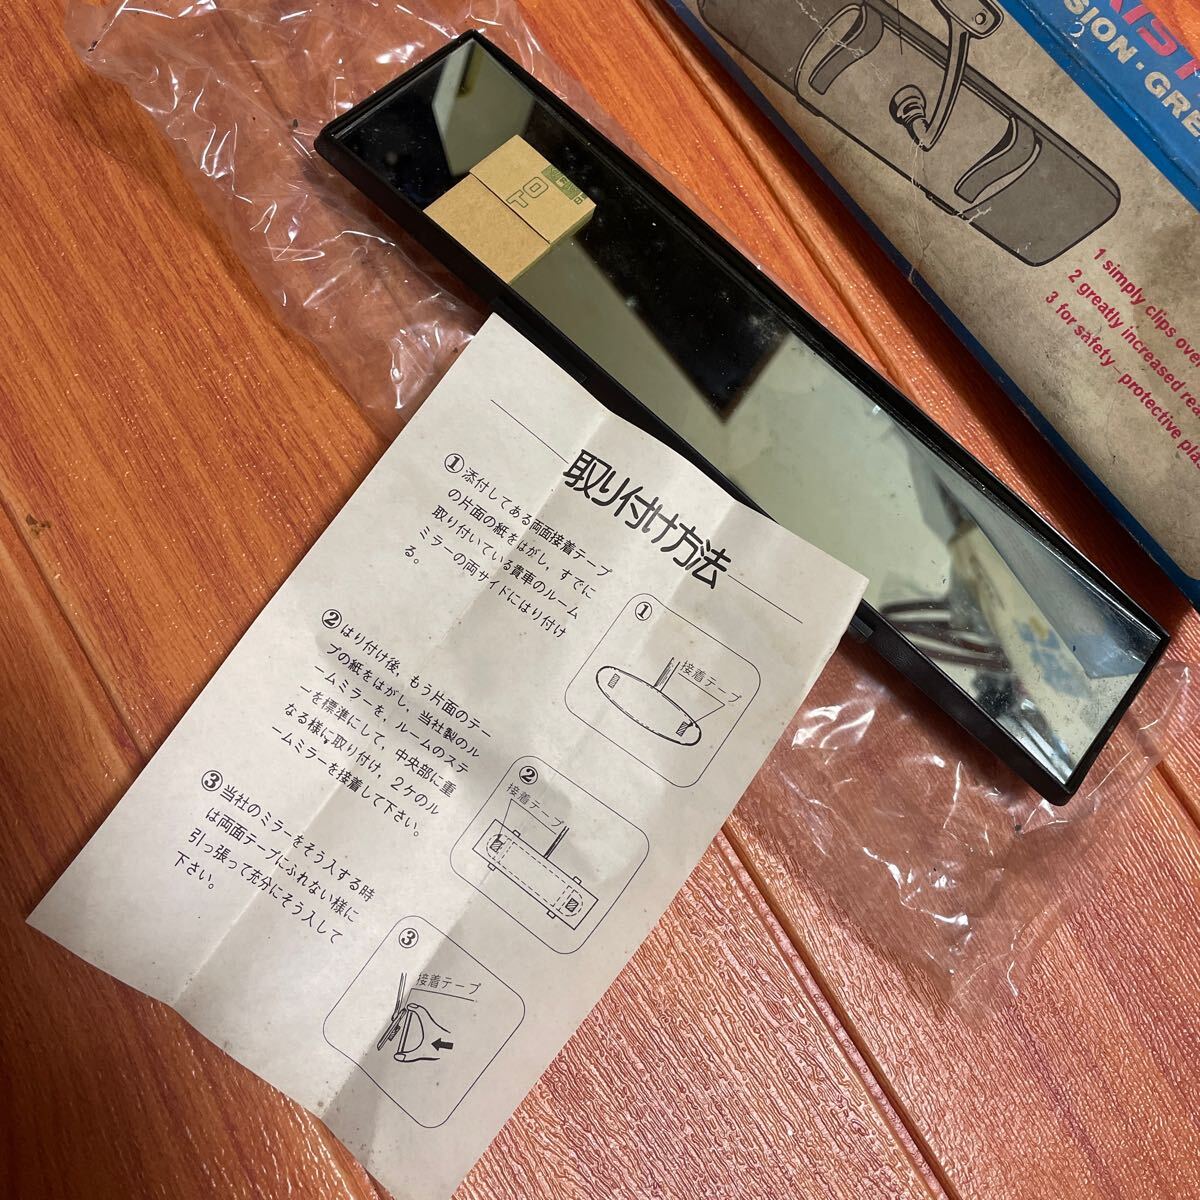 取り付け方法
①添付してある両面接着テープ
の片面の紙をはがし，すでに
取り付いている貴車のルーム
ミラーの両サイドにはり付け
る。
②はり付け後，もう片面のテー
プの紙をはがし，当社製のル
ームミラーを，ルームのステ
ーを標準にして，中央部に重
なる様に取り付け，2ケのル
ームミラーを接着して下さい。
③当社のミラーをそう入する時
は両面テープにふれない様に
引っ張って充分にそう入して
下さい。
①
接着テープ
②
接着テープ
③
接着テープ
SION·GRE
1 simply clips over
2 greatly increased
3 for safety—protective
TO